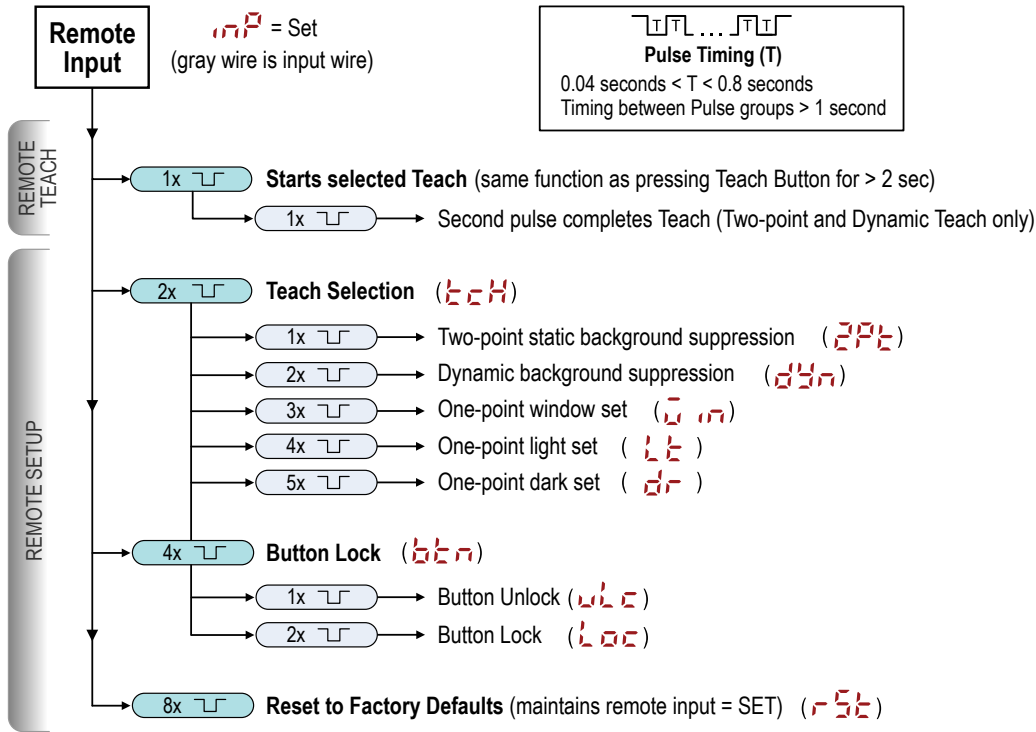 Remote
Input
inP = Set
(gray wire is input wire)
T T ... T T
Pulse Timing (T)
0.04 seconds < T < 0.8 seconds
Timing between Pulse groups > 1 second
REMOTE
TEACH
1x Starts selected Teach (same function as pressing Teach Button for > 2 sec)
1x Second pulse completes Teach (Two-point and Dynamic Teach only)
REMOTE SETUP
2x Teach Selection (tcH)
1x Two-point static background suppression (2Pt)
2x Dynamic background suppression (dYn)
3x One-point window set (win)
4x One-point light set (Lt)
5x One-point dark set (dr)
4x Button Lock (btn)
1x Button Unlock (uLc)
2x Button Lock (Loc)
8x Reset to Factory Defaults (maintains remote input = SET) (rSt)